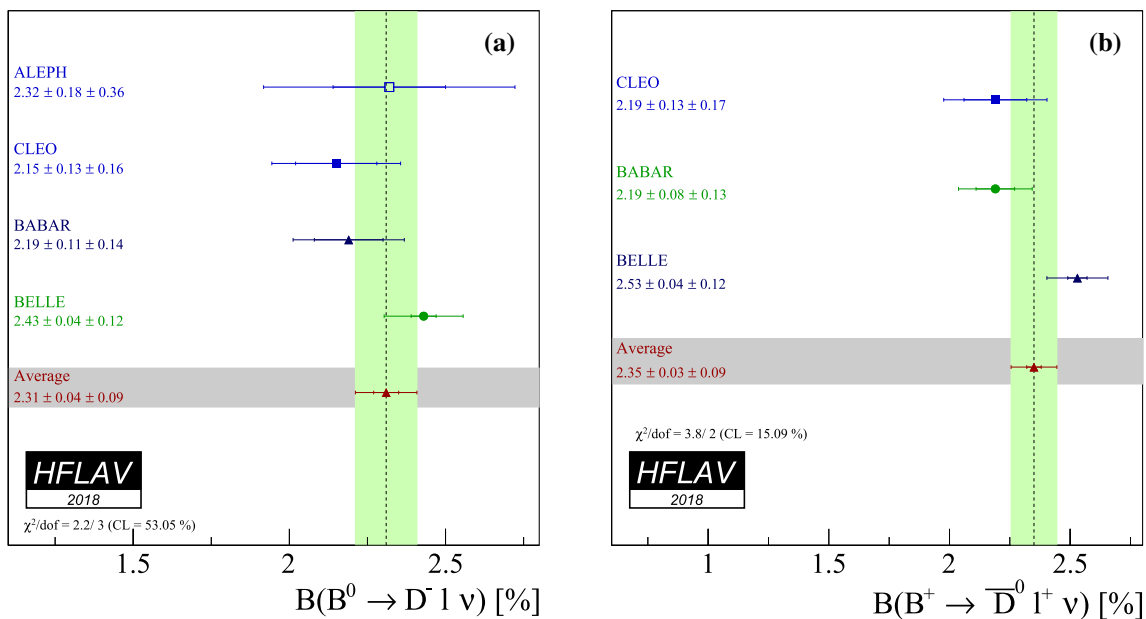 (a)
ALEPH
2.32 ± 0.18 ± 0.36
CLEO
2.15 ± 0.13 ± 0.16
BABAR
2.19 ± 0.11 ± 0.14
BELLE
2.43 ± 0.04 ± 0.12
Average
2.31 ± 0.04 ± 0.09
HFLAV
2018
χ²/dof = 2.2/ 3 (CL = 53.05 %)
1.5 2 2.5
B(B⁰ → D⁻ l ν) [%]
(b)
CLEO
2.19 ± 0.13 ± 0.17
BABAR
2.19 ± 0.08 ± 0.13
BELLE
2.53 ± 0.04 ± 0.12
Average
2.35 ± 0.03 ± 0.09
χ²/dof = 3.8/ 2 (CL = 15.09 %)
HFLAV
2018
1 1.5 2 2.5
B(B⁺ → D̅⁰ l⁺ ν) [%]